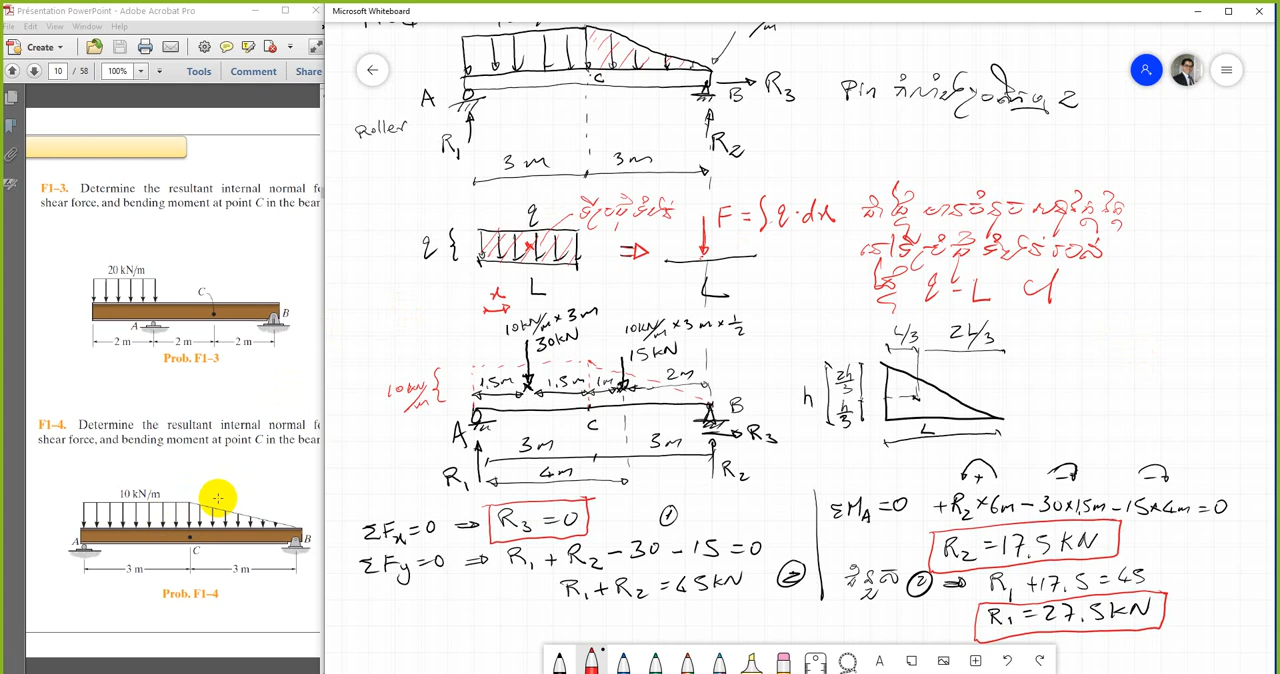 Présentation PowerPoint - Adobe Acrobat Pro
File Edit View Window Help
Create
10 / 58 100% Tools Comment Share
F1–3. Determine the resultant internal normal f
shear force, and bending moment at point C in the bear
20 kN/m
C
A
B
2 m 2 m 2 m
Prob. F1–3
F1–4. Determine the resultant internal normal f
shear force, and bending moment at point C in the bear
10 kN/m
A
B
C
3 m 3 m
Prob. F1–4
Microsoft Whiteboard
m
A
C
B
R3
Roller
R1
R2
3 m 3 m
Pin
2
q
q {
L
x
⇒
F = ∫ q · dx
L
q = L
10kN/m × 3m
30kN
10kN/m × 3m × 1/2
15kN
10kN/m {
1.5m 1.5m 1m 2m
A
C
B
R3
3m 3m
R1
4m
R2
L/3 2L/3
h
2h/3
h/3
L
ΣFx=0 ⇒ R3 = 0 ①
ΣFy=0 ⇒ R1 + R2 − 30 − 15 = 0
R1 + R2 = 45kN ②
+
ΣMA=0 +R2×6m − 30×1.5m − 15×4m = 0
R2 = 17.5 KN
② ⇒ R1 + 17.5 = 45
R1 = 27.5KN
A